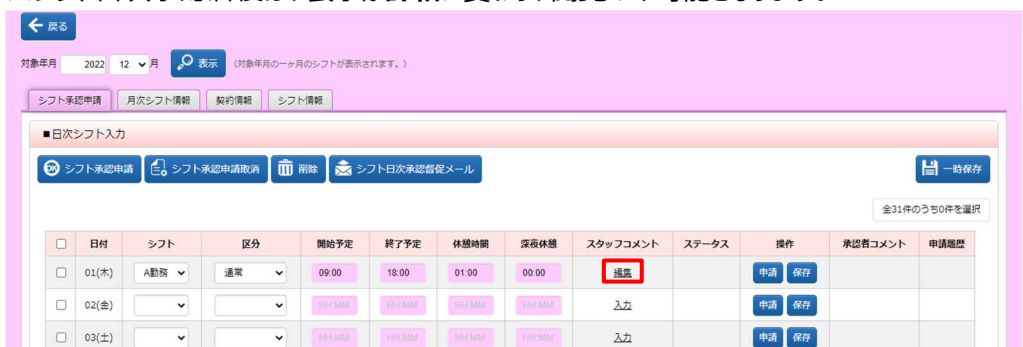 戻る
対象年月 2022 12 月 表示 (対象年月の一ヶ月のシフトが表示されます。)
シフト承認申請 月次シフト情報 契約情報 シフト情報
■日次シフト入力
OK シフト承認申請 シフト承認申請取消 削除 シフト日次承認督促メール 一時保存
全31件のうち0件を選択
日付 シフト 区分 開始予定 終了予定 休憩時間 深夜休憩 スタッフコメント ステータス 操作 承認者コメント 申請履歴
01(木) A勤務 通常 09:00 18:00 01:00 00:00 編集 申請 保存
02(金) HH:MM HH:MM HH:MM HH:MM 入力 申請 保存
03(土) HH:MM HH:MM HH:MM HH:MM 入力 申請 保存